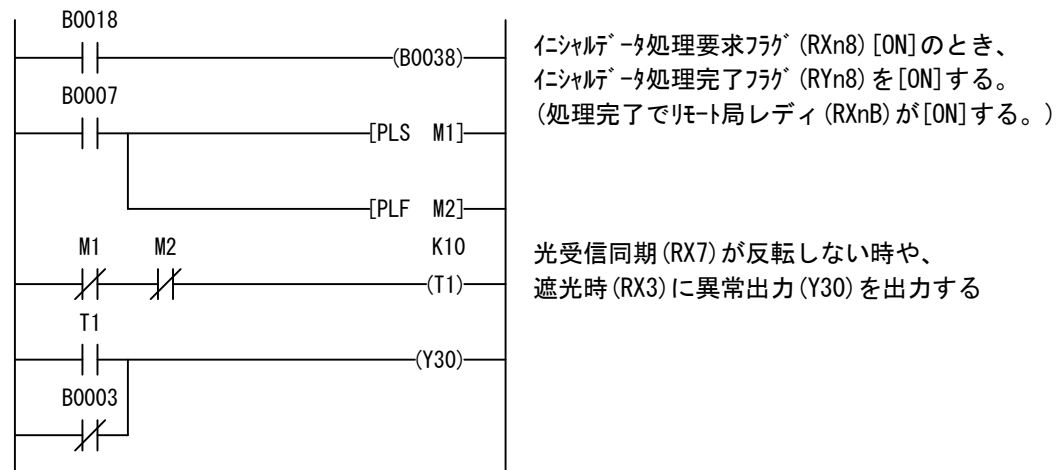 B0018
(B0038)
イニシャルデータ処理要求フラグ(RXn8)[ON]のとき、
イニシャルデータ処理完了フラグ(RYn8)を[ON]する。
(処理完了でリモート局レディ(RXnB)が[ON]する。)
B0007
[PLS M1]
[PLF M2]
M1 M2 K10
(T1)
光受信同期(RX7)が反転しない時や、
遮光時(RX3)に異常出力(Y30)を出力する
T1
(Y30)
B0003